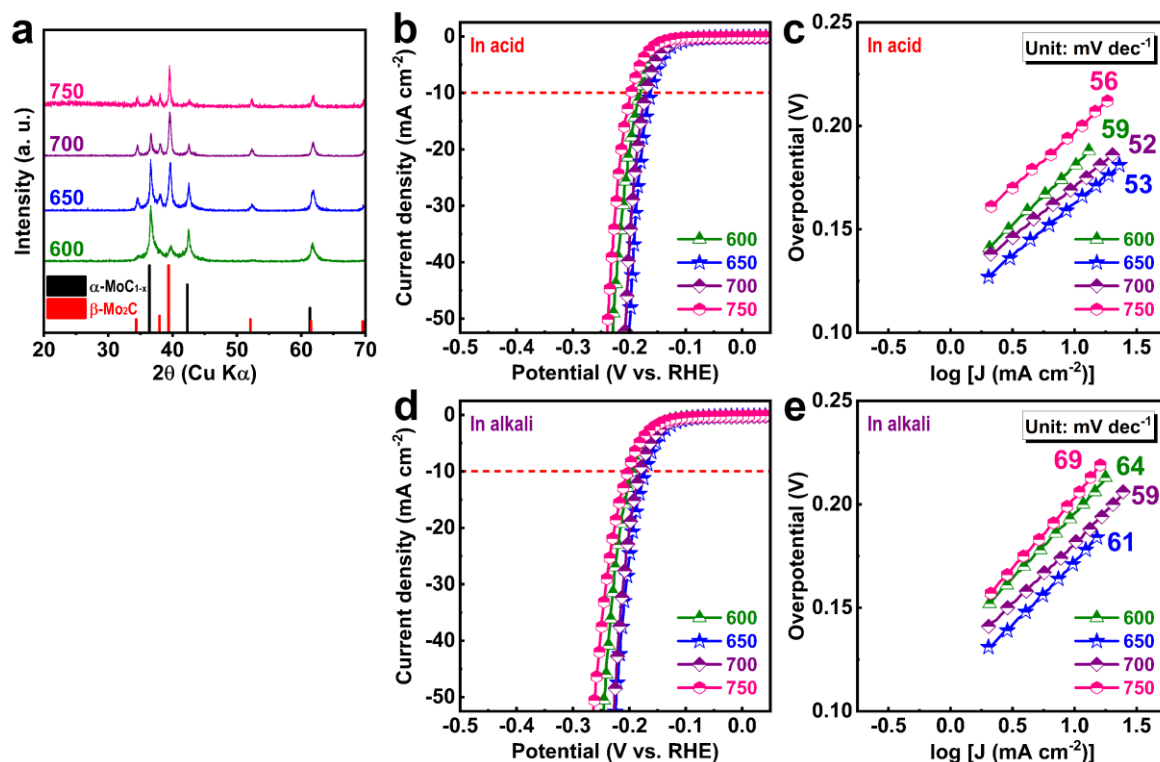 a
Intensity (a. u.)
750
700
650
600
α-MoC₁₋ₓ
β-Mo₂C
20 30 40 50 60 70
2θ (Cu Kα)
b
In acid
Current density (mA cm⁻²)
0
-10
-20
-30
-40
-50
600
650
700
750
-0.5 -0.4 -0.3 -0.2 -0.1 0.0
Potential (V vs. RHE)
c
In acid
Unit: mV dec⁻¹
Overpotential (V)
0.25
0.20
0.15
0.10
56
59
52
53
600
650
700
750
-0.5 0.0 0.5 1.0 1.5
log [J (mA cm⁻²)]
d
In alkali
Current density (mA cm⁻²)
0
-10
-20
-30
-40
-50
600
650
700
750
-0.5 -0.4 -0.3 -0.2 -0.1 0.0
Potential (V vs. RHE)
e
In alkali
Unit: mV dec⁻¹
Overpotential (V)
0.25
0.20
0.15
0.10
69
64
59
61
600
650
700
750
-0.5 0.0 0.5 1.0 1.5
log [J (mA cm⁻²)]